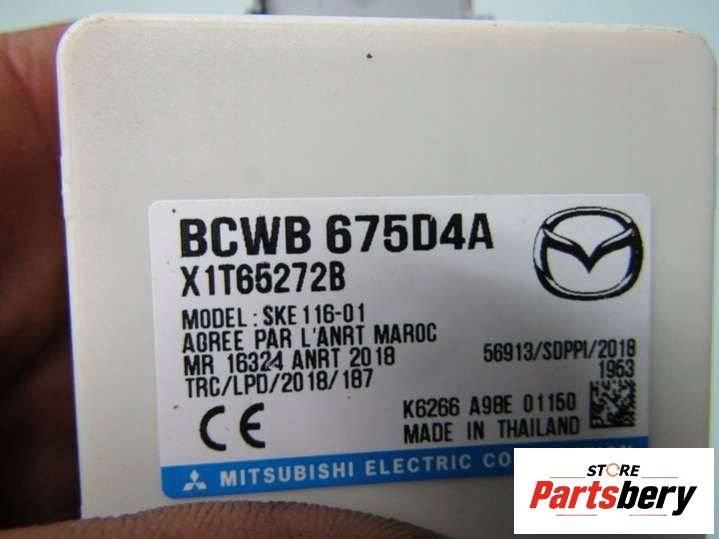 BCWB 675D4A
X1T65272B
MODEL: SKE116-01
AGREE PAR L'ANRT MAROC
MR 16324 ANRT 2018
56913/SDPPI/2018
TRC/LPD/2018/187
1953
K6266 A98E 01150
CE
MADE IN THAILAND
MITSUBISHI ELECTRIC
STORE
Partsbery